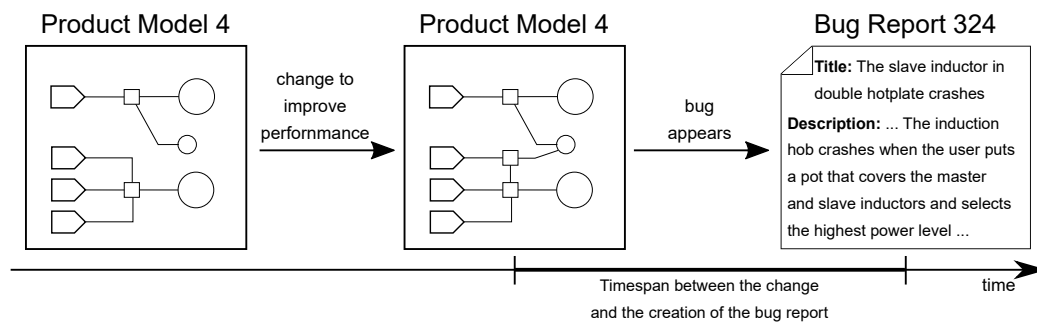 Product Model 4
Product Model 4
Bug Report 324
change to
improve
perfornmance
bug
appears
Title: The slave inductor in
double hotplate crashes
Description: ... The induction
hob crashes when the user puts
a pot that covers the master
and slave inductors and selects
the highest power level ...
Timespan between the change
and the creation of the bug report
time